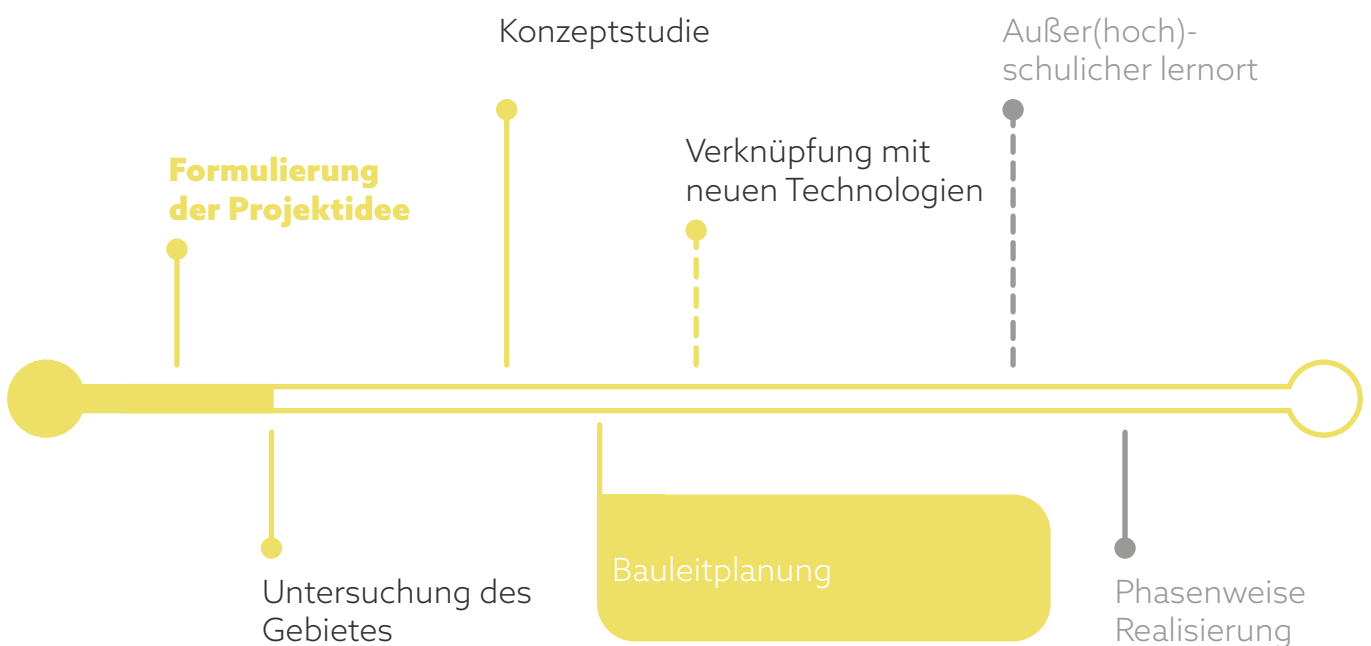 Konzeptstudie
Außer(hoch)-
schulicher lernort
Verknüpfung mit
neuen Technologien
Formulierung
der Projektidee
Bauleitplanung
Untersuchung des
Gebietes
Phasenweise
Realisierung